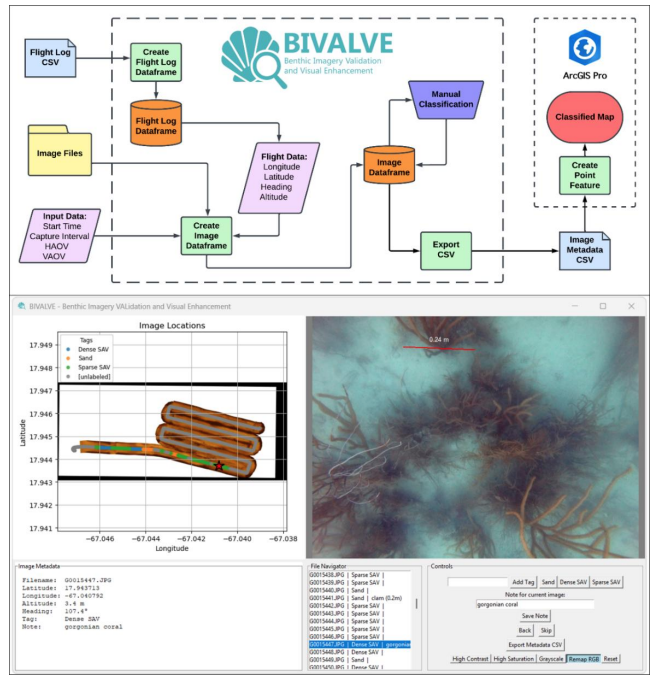 Flight Log
CSV
Create
Flight Log
Dataframe
BIVALVE
Benthic Imagery Validation
and Visual Enhancement
ArcGIS Pro
Manual
Classification
Classified Map
Flight Log
Dataframe
Image Files
Flight Data:
Longitude
Latitude
Heading
Altitude
Image
Dataframe
Create
Point
Feature
Input Data:
Start Time
Capture Interval
HAOV
VAOV
Create
Image
Dataframe
Export
CSV
Image
Metadata
CSV
BIVALVE - Benthic Imagery VALidation and Visual Enhancement
Image Locations
Tags
Dense SAV
Sand
Sparse SAV
[unlabeled]
17.949
17.948
17.947
17.946
17.945
17.944
17.943
17.942
17.941
Latitude
−67.046 −67.044 −67.042 −67.040 −67.038
Longitude
0.24 m
Image Metadata
Filename: G0015447.JPG
Latitude: 17.943713
Longitude: -67.040792
Altitude: 3.4 m
Heading: 107.4°
Tag: Dense SAV
Note: gorgonian coral
File Navigator
G0015438.JPG | Sparse SAV |
G0015439.JPG | Sparse SAV |
G0015440.JPG | Sand |
G0015441.JPG | Sand | clam (0.2m)
G0015442.JPG | Sparse SAV |
G0015443.JPG | Sparse SAV |
G0015444.JPG | Sparse SAV |
G0015445.JPG | Sparse SAV |
G0015446.JPG | Sparse SAV |
G0015447.JPG | Dense SAV | gorgonian
G0015448.JPG | Dense SAV |
G0015449.JPG | Sand |
G0015450.JPG | Dense SAV |
Controls
Add Tag Sand Dense SAV Sparse SAV
Note for current image:
gorgonian coral
Save Note
Back Skip
Export Metadata CSV
High Contrast High Saturation Grayscale Remap RGB Reset